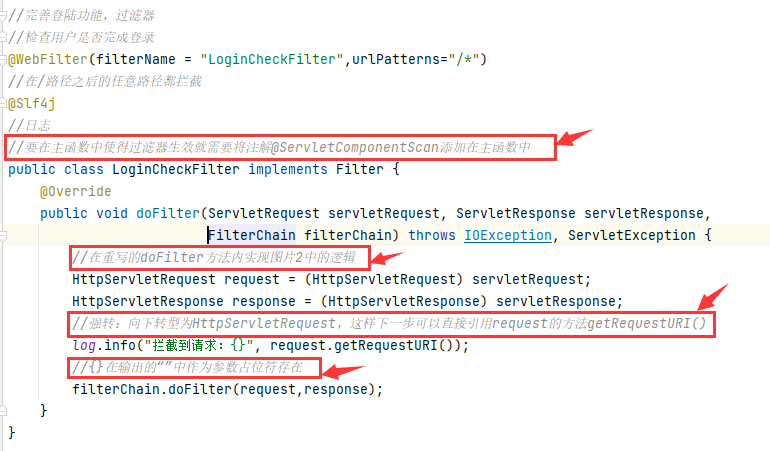 //完善登陆功能，过滤器
//检查用户是否完成登录
@WebFilter(filterName = "LoginCheckFilter",urlPatterns="/*")
//在/路径之后的任意路径都拦截
@Slf4j
//日志
//要在主函数中使得过滤器生效就需要将注解@ServletComponentScan添加在主函数中
public class LoginCheckFilter implements Filter {
    @Override
    public void doFilter(ServletRequest servletRequest, ServletResponse servletResponse,
                         FilterChain filterChain) throws IOException, ServletException {
        //在重写的doFilter方法内实现图片2中的逻辑
        HttpServletRequest request = (HttpServletRequest) servletRequest;
        HttpServletResponse response = (HttpServletResponse) servletResponse;
        //强转：向下转型为HttpServletRequest，这样下一步可以直接引用request的方法getRequestURI()
        log.info("拦截到请求：{}", request.getRequestURI());
        //{}在输出的“”中作为参数占位符存在
        filterChain.doFilter(request,response);
    }
}